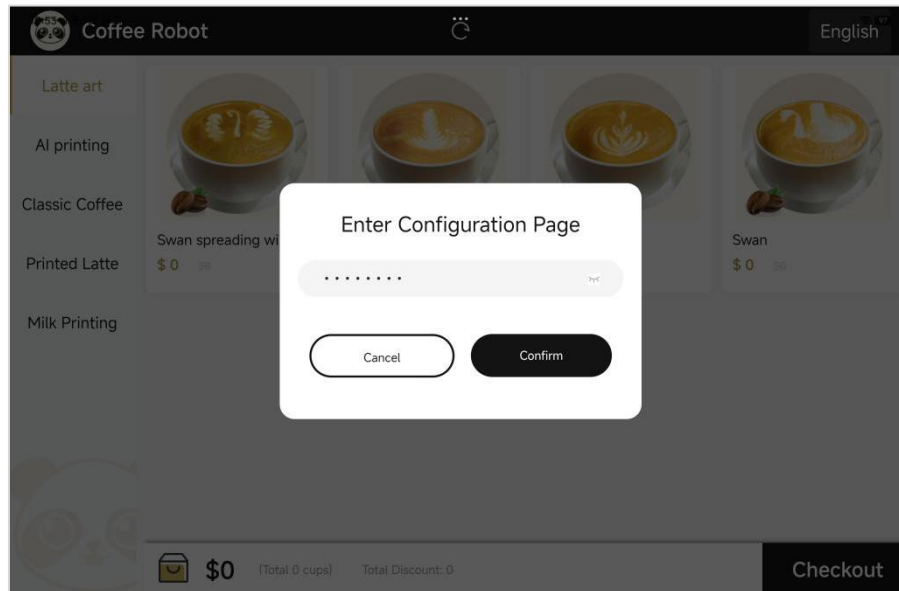 Coffee Robot
English
Latte art
AI printing
Classic Coffee
Printed Latte
Milk Printing
Swan spreading wi
$ 0
Swan
$ 0
Enter Configuration Page
Cancel
Confirm
$0 (Total 0 cups) Total Discount: 0
Checkout